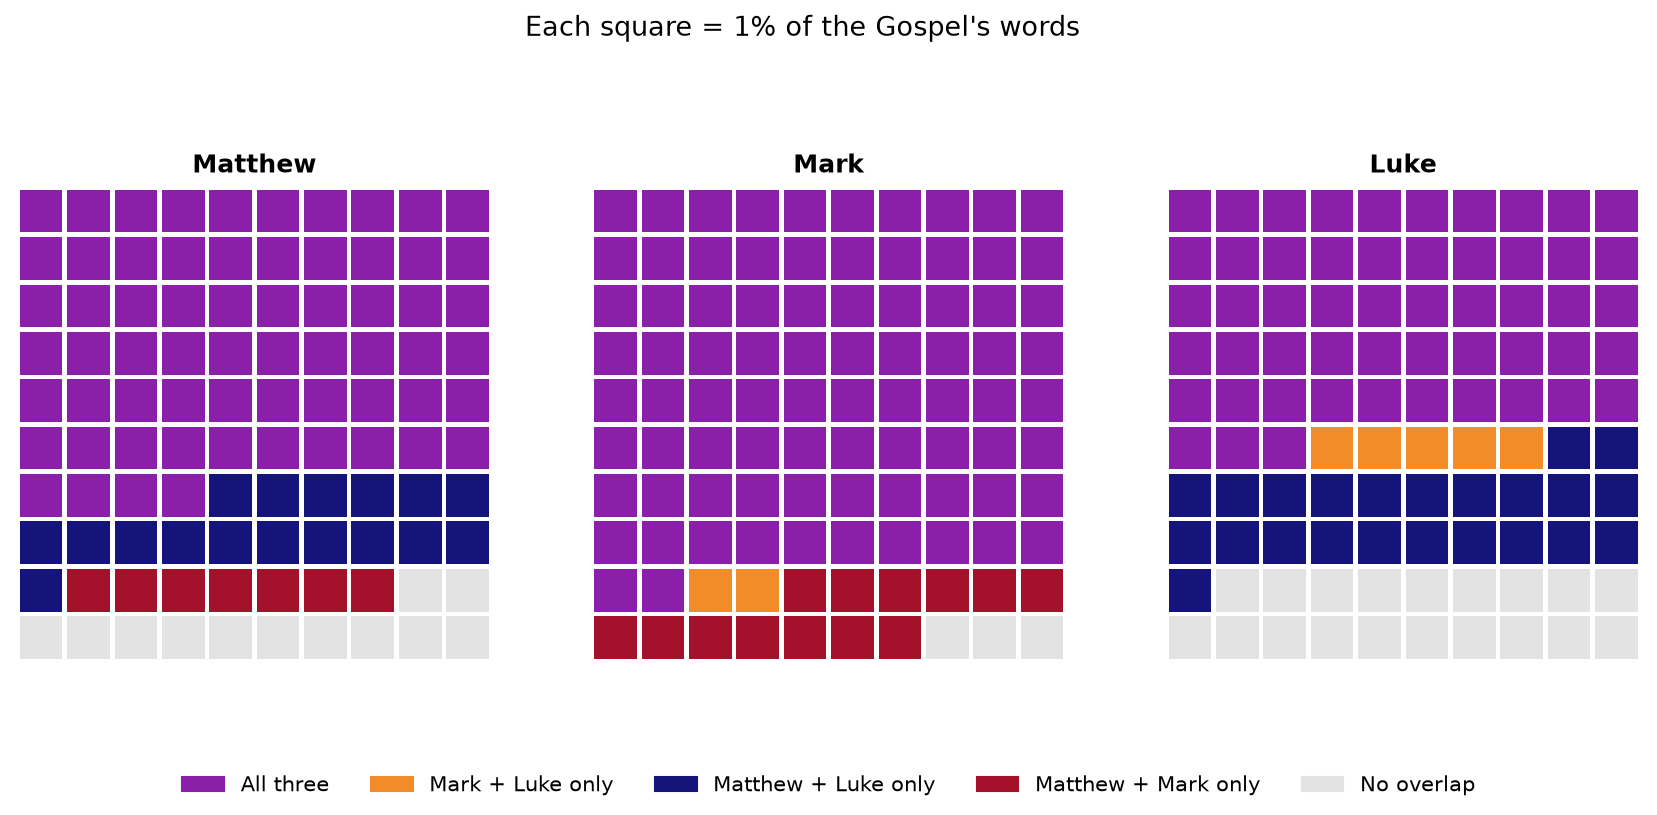 Each square = 1% of the Gospel's words
Matthew
Mark
Luke
All three
Mark + Luke only
Matthew + Luke only
Matthew + Mark only
No overlap